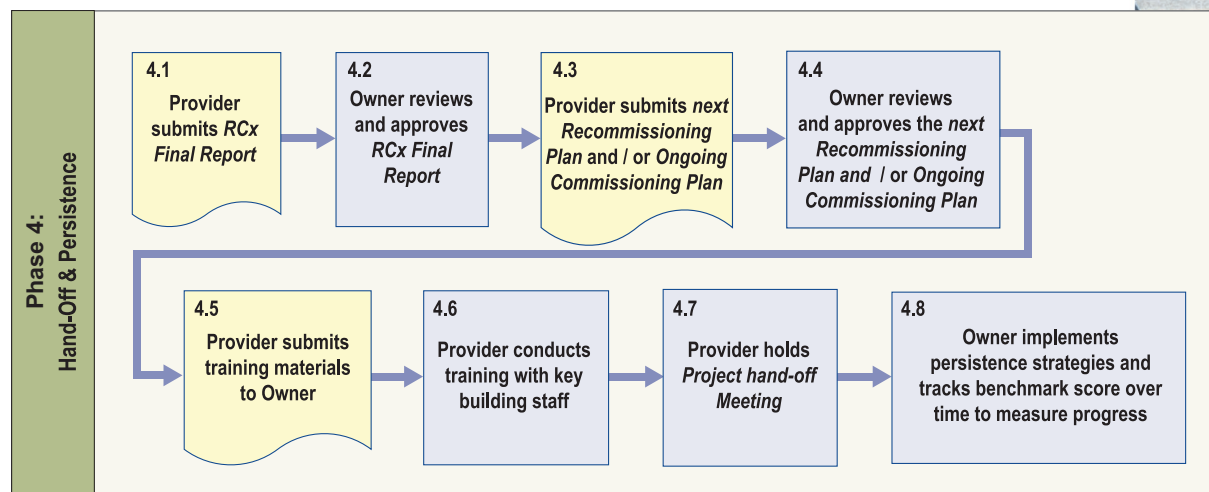 Phase 4:
Hand-Off & Persistence
4.1
Provider
submits RCx
Final Report
4.2
Owner reviews
and approves
RCx Final
Report
4.3
Provider submits next
Recommissioning
Plan and / or Ongoing
Commissioning Plan
4.4
Owner reviews
and approves the next
Recommissioning
Plan and / or Ongoing
Commissioning Plan
4.5
Provider submits
training materials
to Owner
4.6
Provider conducts
training with key
building staff
4.7
Provider holds
Project hand-off
Meeting
4.8
Owner implements
persistence strategies and
tracks benchmark score over
time to measure progress